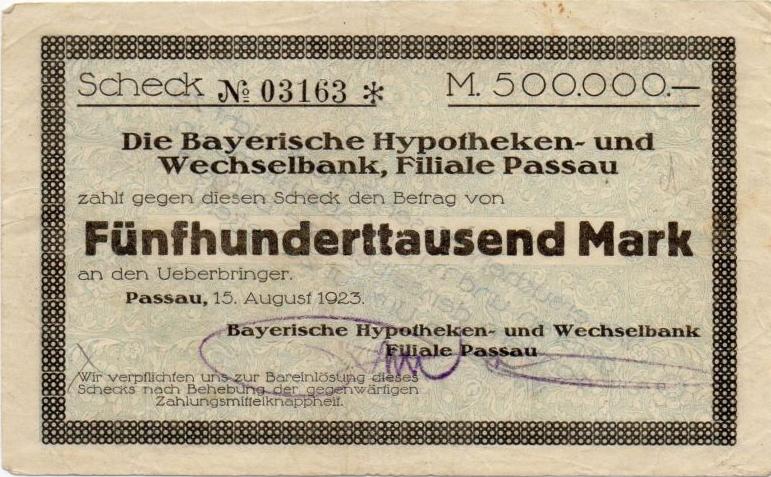 Scheck № 03163 * M. 500.000.—
Die Bayerische Hypotheken- und
Wechselbank, Filiale Passau
zahlt gegen diesen Scheck den Betrag von
Fünfhunderttausend Mark
an den Ueberbringer.
Passau, 15. August 1923.
Bayerische Hypotheken- und Wechselbank
Filiale Passau
Wir verpflichten uns zur Bareinlösung dieses
Schecks nach Behebung der gegenwärtigen
Zahlungsmittelknappheit.